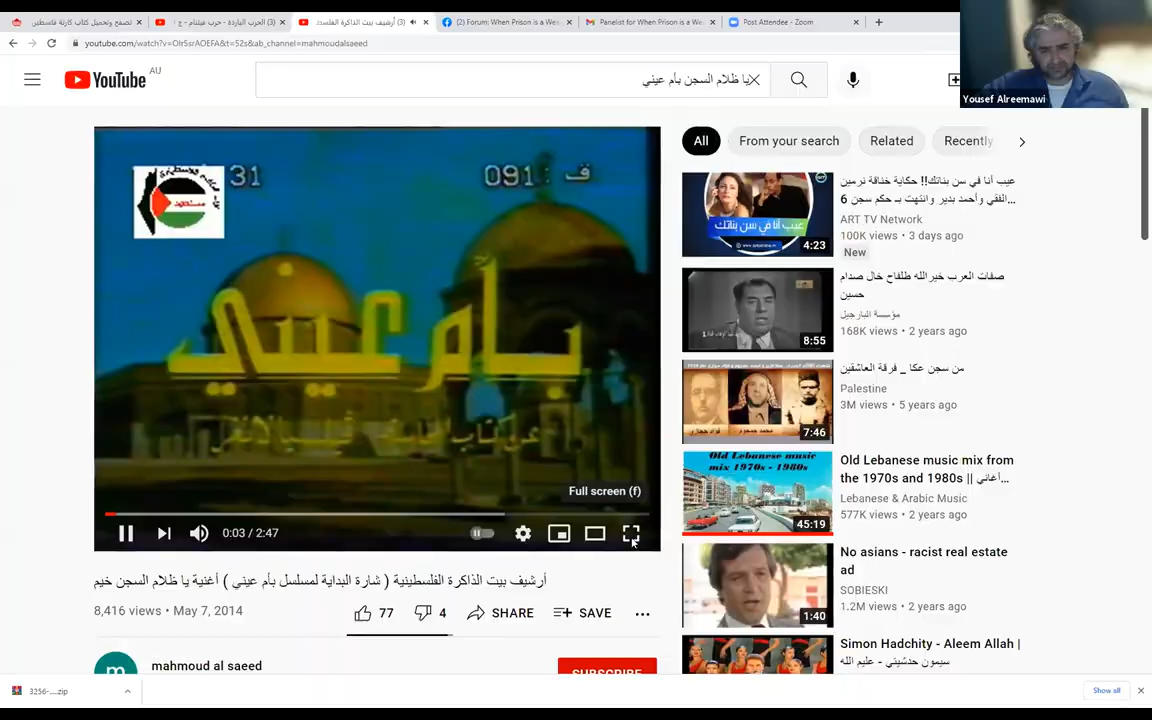 تصفح وتحميل كتاب كارثة فلسطين
(3) الحرب الباردة - حرب فيتنام - ج ١
(3) أرشيف بيت الذاكرة الفلسد
(2) Forum: When Prison is a Wea
Panelist for When Prison is a We
Post Attendee - Zoom
youtube.com/watch?v=OIrSsrAOEFA&t=52s&ab_channel=mahmoudalsaeed
YouTube AU
يا ظلام السجن بأم عيني
Yousef Alreemawi
All
From your search
Related
Recently
31
ف : 091
بأم عيني
Full screen (f)
0:03 / 2:47
أرشيف بيت الذاكرة الفلسطينية ( شارة البداية لمسلسل بأم عيني ) أغنية يا ظلام السجن خيم
8,416 views • May 7, 2014
77
4
SHARE
SAVE
mahmoud al saeed
SUBSCRIBE
عيب أنا في سن بناتك
4:23
عيب أنا في سن بناتك!! حكاية خناقة نرمين
الفقي وأحمد بدير وانتهت بـ حكم سجن 6...
ART TV Network
100K views • 3 days ago
New
8:55
صفات العرب خيرالله طلفاح خال صدام
حسين
168K views • 2 years ago
7:46
من سجن عكا _ فرقة العاشقين
Palestine
3M views • 5 years ago
Old Lebanese music
mix 1970s - 1980s
45:19
Old Lebanese music mix from
the 1970s and 1980s || أغاني...
Lebanese & Arabic Music
577K views • 2 years ago
1:40
No asians - racist real estate
ad
SOBIESKI
1.2M views • 2 years ago
Simon Hadchity - Aleem Allah |
سيمون حدشيتي - عليم الله
3256-....zip
Show all